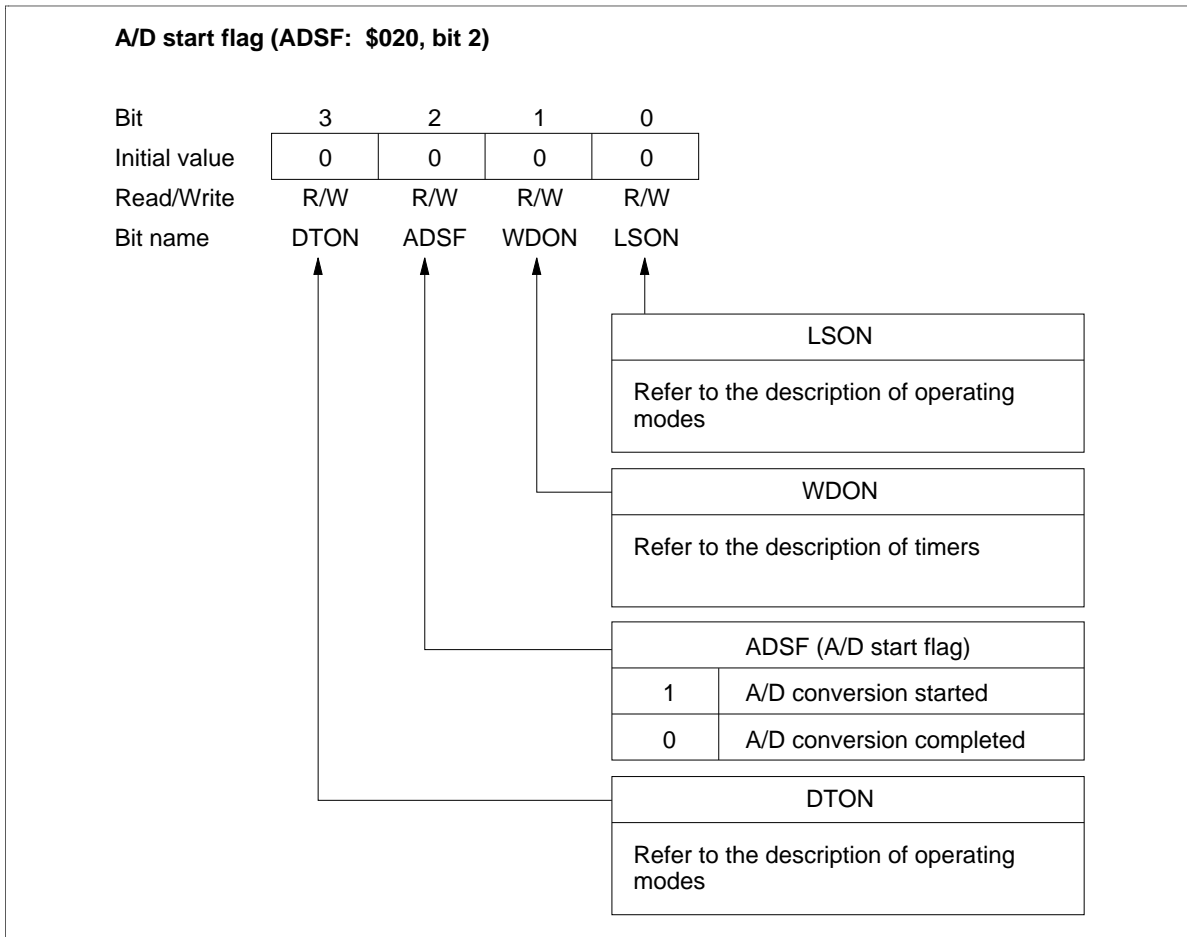 A/D start flag (ADSF: $020, bit 2)
Bit 3 2 1 0
Initial value 0 0 0 0
Read/Write R/W R/W R/W R/W
Bit name DTON ADSF WDON LSON
LSON
Refer to the description of operating
modes
WDON
Refer to the description of timers
ADSF (A/D start flag)
1 A/D conversion started
0 A/D conversion completed
DTON
Refer to the description of operating
modes